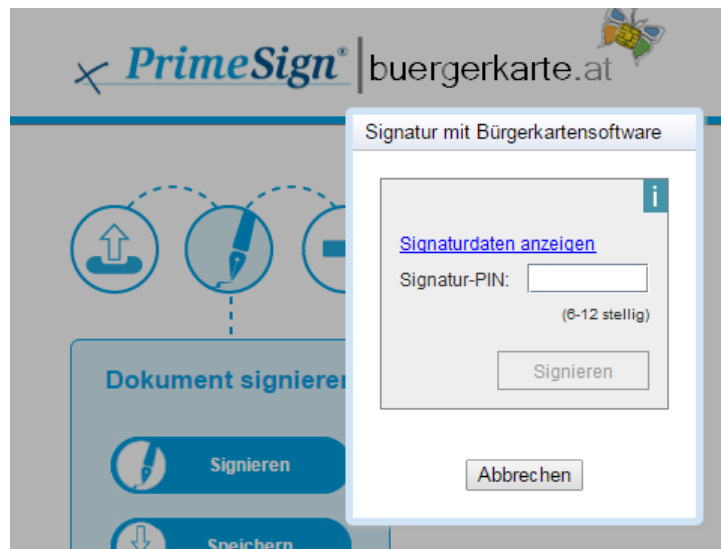 PrimeSign® buergerkarte.at
Signatur mit Bürgerkartensoftware
i
Signaturdaten anzeigen
Signatur-PIN:
(6-12 stellig)
Signieren
Abbrechen
Dokument signieren
Signieren
Speichern